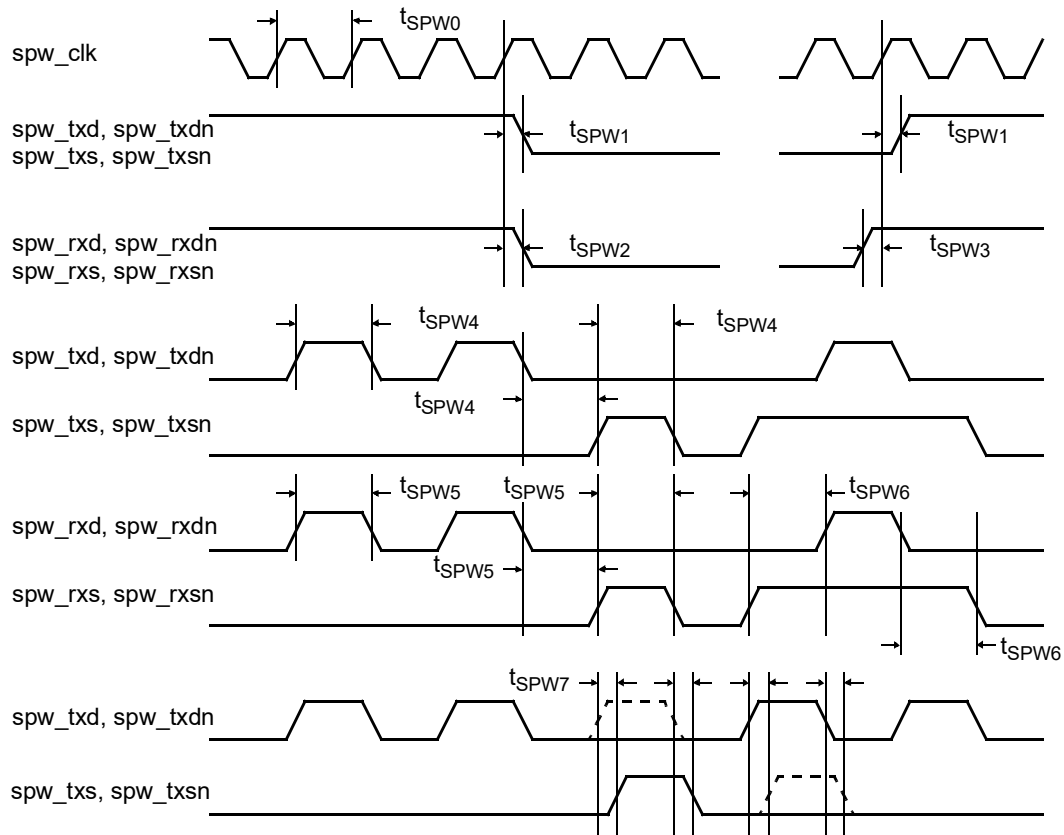 tSPW0
spw_clk
spw_txd, spw_txdn
spw_txs, spw_txsn
tSPW1
tSPW1
spw_rxd, spw_rxdn
spw_rxs, spw_rxsn
tSPW2
tSPW3
tSPW4
tSPW4
spw_txd, spw_txdn
tSPW4
spw_txs, spw_txsn
tSPW5
tSPW5
tSPW6
spw_rxd, spw_rxdn
tSPW5
spw_rxs, spw_rxsn
tSPW6
tSPW7
spw_txd, spw_txdn
spw_txs, spw_txsn